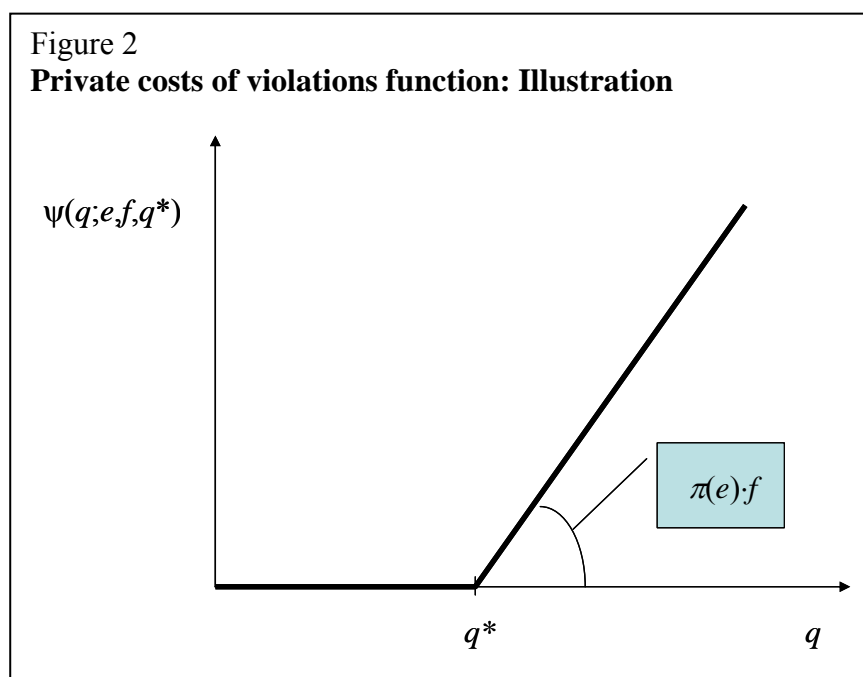 Figure 2
Private costs of violations function: Illustration
ψ(q;e,f,q*)
π(e)·f
q*
q